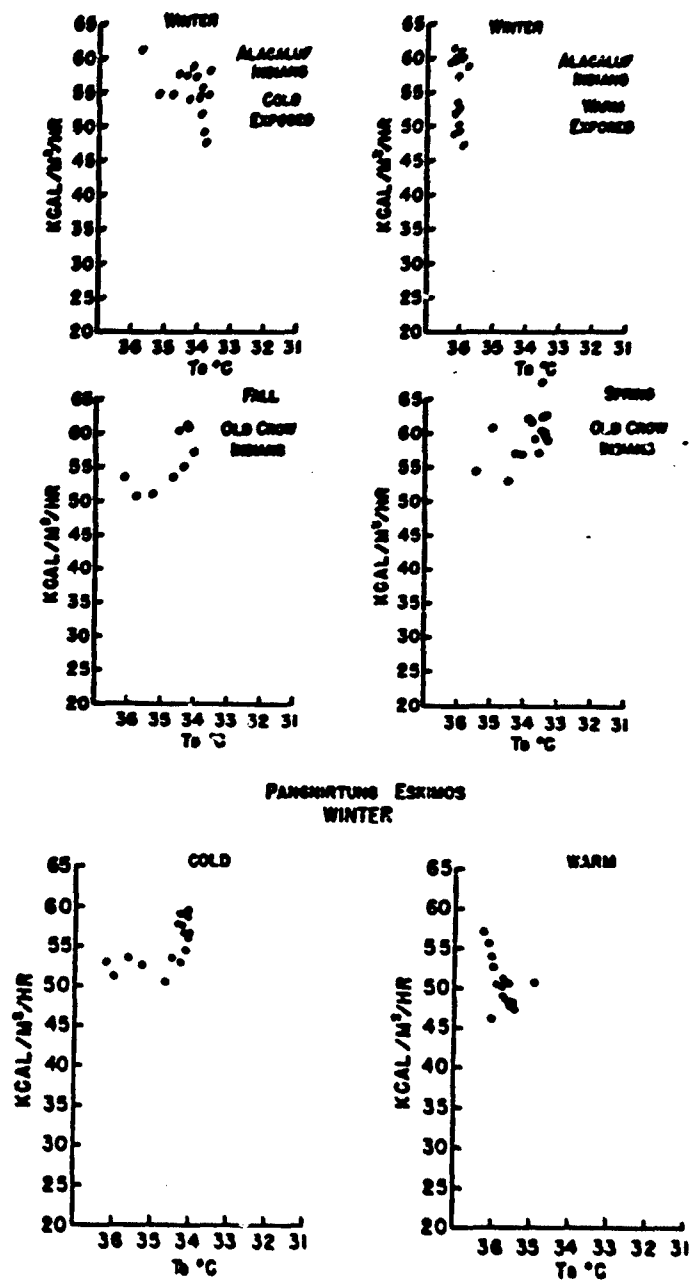 WINTER
ALACALUF
INDIANS
COLD
EXPOSED
KCAL/M²/HR
65
60
55
50
45
40
35
30
25
20
36 35 34 33 32 31
TB °C
WINTER
ALACALUF
INDIANS
WARM
EXPOSED
KCAL/M²/HR
65
60
55
50
45
40
35
30
25
20
36 35 34 33 32 31
TB °C
FALL
OLD CROW
INDIANS
KCAL/M²/HR
65
60
55
50
45
40
35
30
25
20
36 35 34 33 32 31
TB °C
SPRING
OLD CROW
INDIANS
KCAL/M²/HR
65
60
55
50
45
40
35
30
25
20
36 35 34 33 32 31
TB °C
PANGNIRTUNG ESKIMOS
WINTER
COLD
KCAL/M²/HR
65
60
55
50
45
40
35
30
25
20
36 35 34 33 32 31
TB °C
WARM
KCAL/M²/HR
65
60
55
50
45
40
35
30
25
20
36 35 34 33 32 31
TB °C